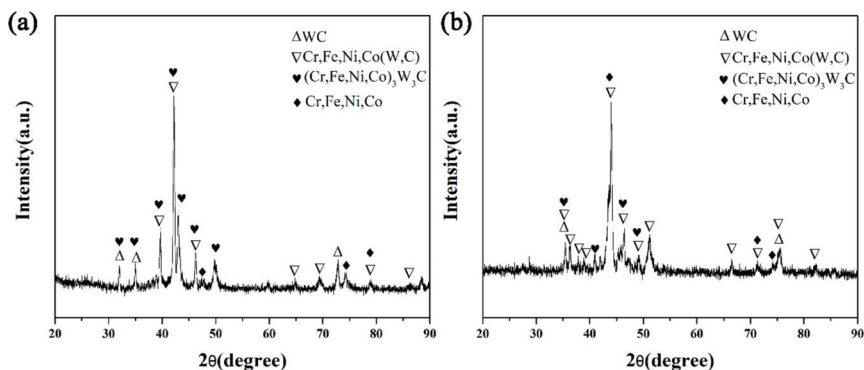 (a)
△WC
▽Cr,Fe,Ni,Co(W,C)
♥(Cr,Fe,Ni,Co)₃W₃C
♦ Cr,Fe,Ni,Co
Intensity(a.u.)
20 30 40 50 60 70 80 90
2θ(degree)
(b)
△ WC
▽ Cr,Fe,Ni,Co(W,C)
♥ (Cr,Fe,Ni,Co)₃W₃C
♦ Cr,Fe,Ni,Co
Intensity(a.u.)
20 30 40 50 60 70 80 90
2θ(degree)